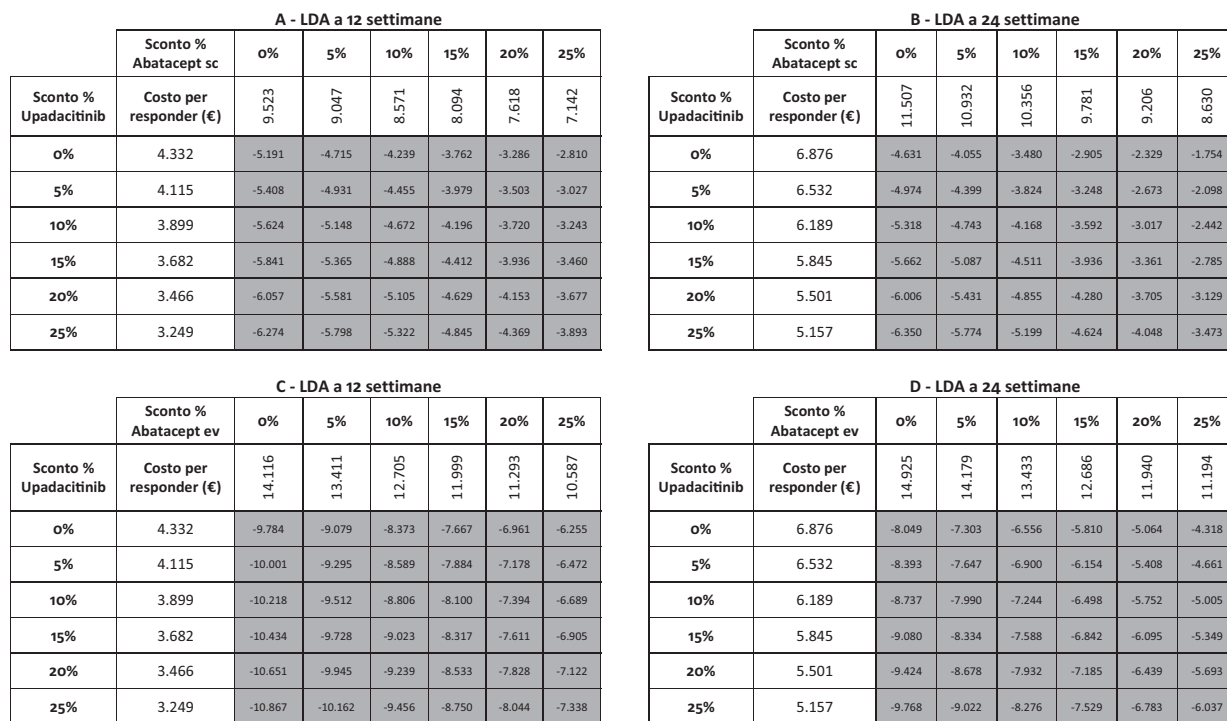 A - LDA a 12 settimane
Sconto % Abatacept sc 0% 5% 10% 15% 20% 25%
Sconto % Upadacitinib Costo per responder (€) 9.523 9.047 8.571 8.094 7.618 7.142
0% 4.332 -5.191 -4.715 -4.239 -3.762 -3.286 -2.810
5% 4.115 -5.408 -4.931 -4.455 -3.979 -3.503 -3.027
10% 3.899 -5.624 -5.148 -4.672 -4.196 -3.720 -3.243
15% 3.682 -5.841 -5.365 -4.888 -4.412 -3.936 -3.460
20% 3.466 -6.057 -5.581 -5.105 -4.629 -4.153 -3.677
25% 3.249 -6.274 -5.798 -5.322 -4.845 -4.369 -3.893
B - LDA a 24 settimane
Sconto % Abatacept sc 0% 5% 10% 15% 20% 25%
Sconto % Upadacitinib Costo per responder (€) 11.507 10.932 10.356 9.781 9.206 8.630
0% 6.876 -4.631 -4.055 -3.480 -2.905 -2.329 -1.754
5% 6.532 -4.974 -4.399 -3.824 -3.248 -2.673 -2.098
10% 6.189 -5.318 -4.743 -4.168 -3.592 -3.017 -2.442
15% 5.845 -5.662 -5.087 -4.511 -3.936 -3.361 -2.785
20% 5.501 -6.006 -5.431 -4.855 -4.280 -3.705 -3.129
25% 5.157 -6.350 -5.774 -5.199 -4.624 -4.048 -3.473
C - LDA a 12 settimane
Sconto % Abatacept ev 0% 5% 10% 15% 20% 25%
Sconto % Upadacitinib Costo per responder (€) 14.116 13.411 12.705 11.999 11.293 10.587
0% 4.332 -9.784 -9.079 -8.373 -7.667 -6.961 -6.255
5% 4.115 -10.001 -9.295 -8.589 -7.884 -7.178 -6.472
10% 3.899 -10.218 -9.512 -8.806 -8.100 -7.394 -6.689
15% 3.682 -10.434 -9.728 -9.023 -8.317 -7.611 -6.905
20% 3.466 -10.651 -9.945 -9.239 -8.533 -7.828 -7.122
25% 3.249 -10.867 -10.162 -9.456 -8.750 -8.044 -7.338
D - LDA a 24 settimane
Sconto % Abatacept ev 0% 5% 10% 15% 20% 25%
Sconto % Upadacitinib Costo per responder (€) 14.925 14.179 13.433 12.686 11.940 11.194
0% 6.876 -8.049 -7.303 -6.556 -5.810 -5.064 -4.318
5% 6.532 -8.393 -7.647 -6.900 -6.154 -5.408 -4.661
10% 6.189 -8.737 -7.990 -7.244 -6.498 -5.752 -5.005
15% 5.845 -9.080 -8.334 -7.588 -6.842 -6.095 -5.349
20% 5.501 -9.424 -8.678 -7.932 -7.185 -6.439 -5.693
25% 5.157 -9.768 -9.022 -8.276 -7.529 -6.783 -6.037